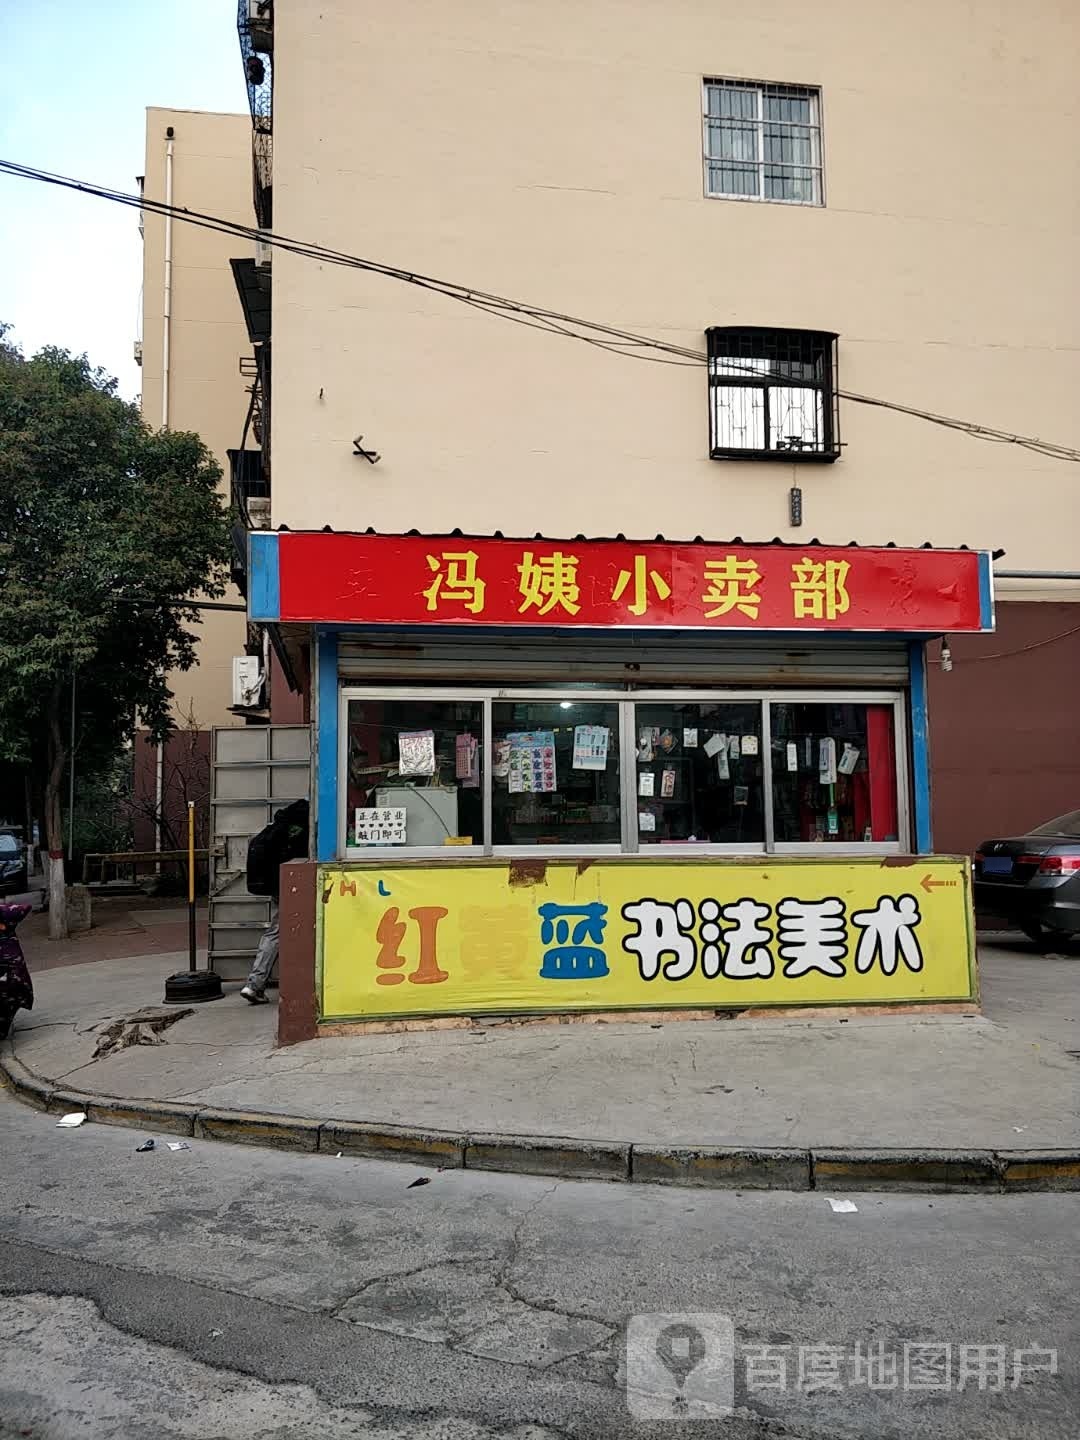 冯姨小卖部
正在营业
敲门即可
H L
红黄蓝书法美术
百度地图用户